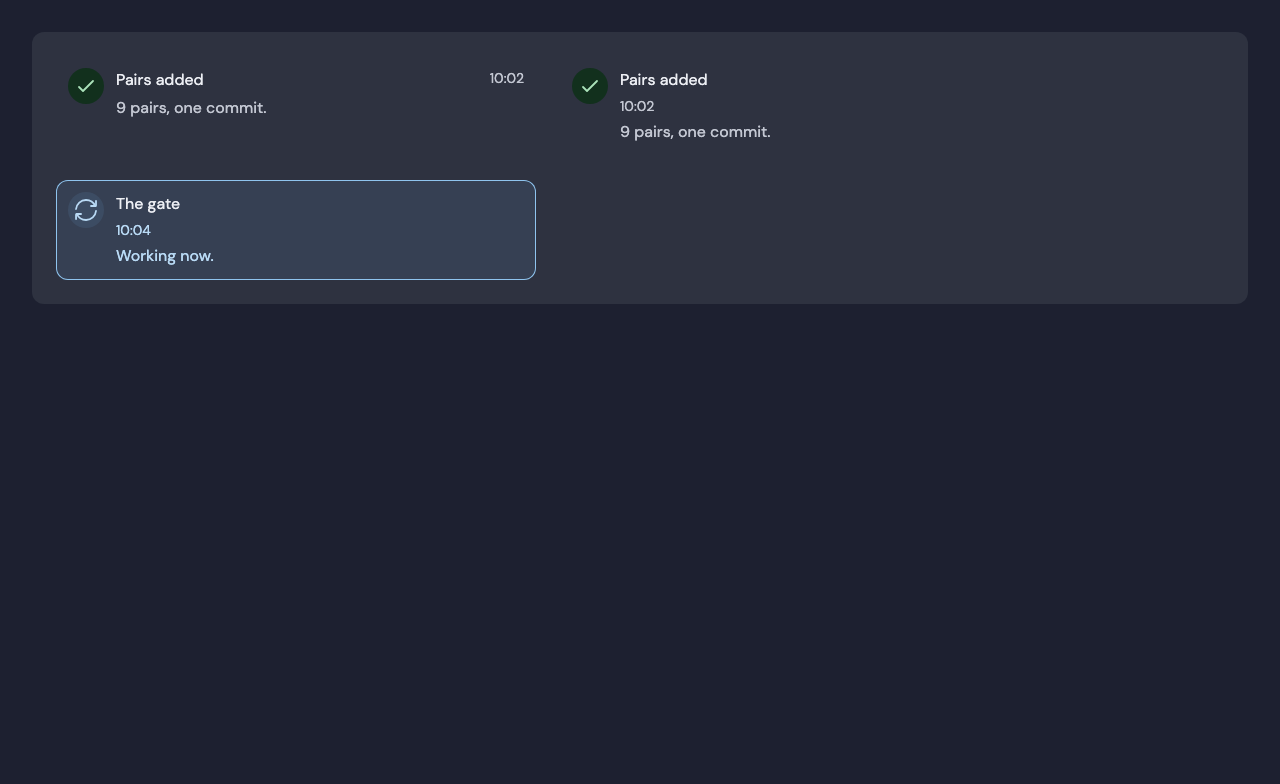 Pairs added
10:02
9 pairs, one commit.
Pairs added
10:02
9 pairs, one commit.
The gate
10:04
Working now.